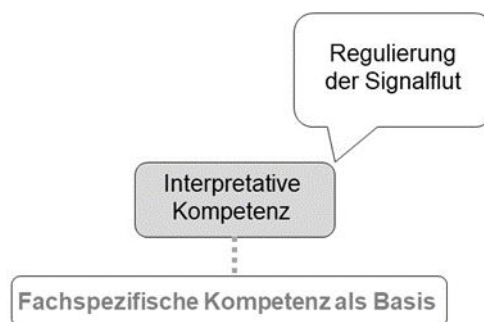 Regulierung
der Signalflut
Interpretative
Kompetenz
Fachspezifische Kompetenz als Basis